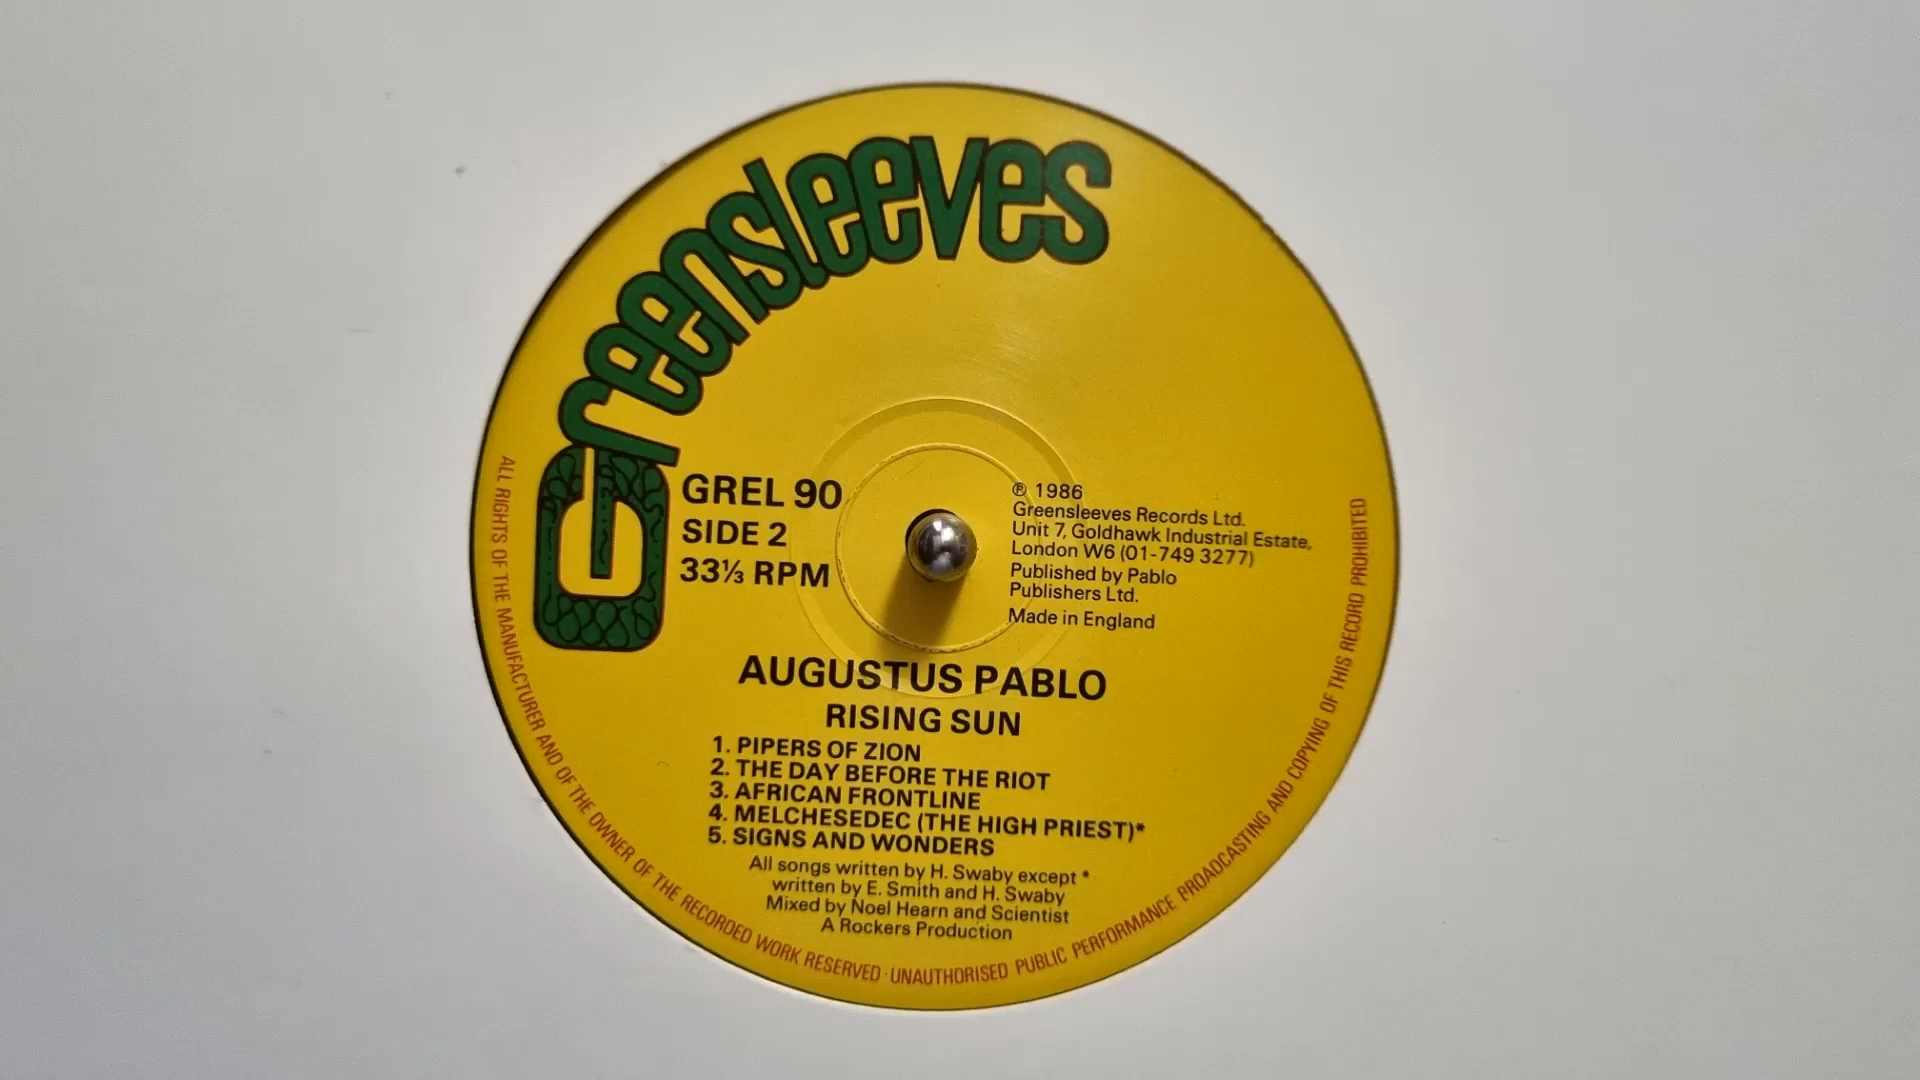 Greensleeves
GREL 90
SIDE 2
33⅓ RPM
℗ 1986
Greensleeves Records Ltd.
Unit 7, Goldhawk Industrial Estate,
London W6 (01-749 3277)
Published by Pablo
Publishers Ltd.
Made in England
AUGUSTUS PABLO
RISING SUN
1. PIPERS OF ZION
2. THE DAY BEFORE THE RIOT
3. AFRICAN FRONTLINE
4. MELCHESEDEC (THE HIGH PRIEST)*
5. SIGNS AND WONDERS
All songs written by H. Swaby except *
written by E. Smith and H. Swaby
Mixed by Noel Hearn and Scientist
A Rockers Production
ALL RIGHTS OF THE MANUFACTURER AND OF THE OWNER OF THE RECORDED WORK RESERVED · UNAUTHORISED PUBLIC PERFORMANCE BROADCASTING AND COPYING OF THIS RECORD PROHIBITED